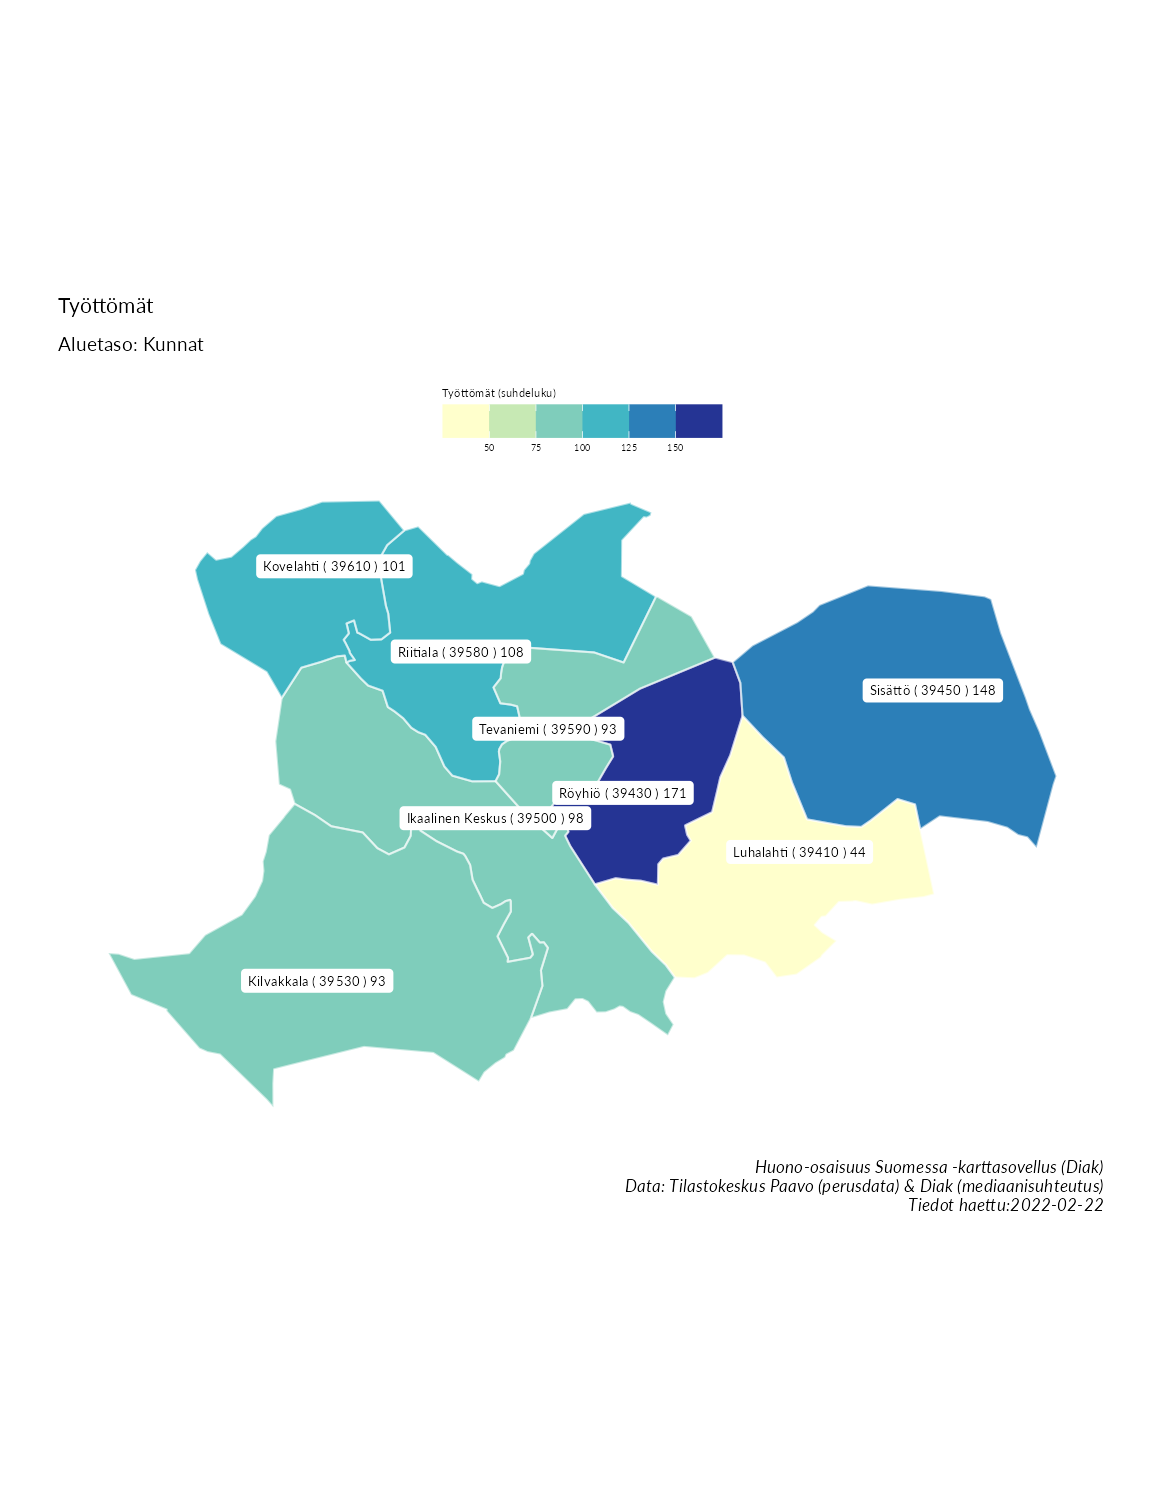 Työttömät
Aluetaso: Kunnat
Työttömät (suhdeluku)
50 75 100 125 150
Kovelahti ( 39610 ) 101
Riitiala ( 39580 ) 108
Sisättö ( 39450 ) 148
Tevaniemi ( 39590 ) 93
Röyhiö ( 39430 ) 171
Ikaalinen Keskus ( 39500 ) 98
Luhalahti ( 39410 ) 44
Kilvakkala ( 39530 ) 93
Huono-osaisuus Suomessa -karttasovellus (Diak)
Data: Tilastokeskus Paavo (perusdata) & Diak (mediaanisuhteutus)
Tiedot haettu:2022-02-22